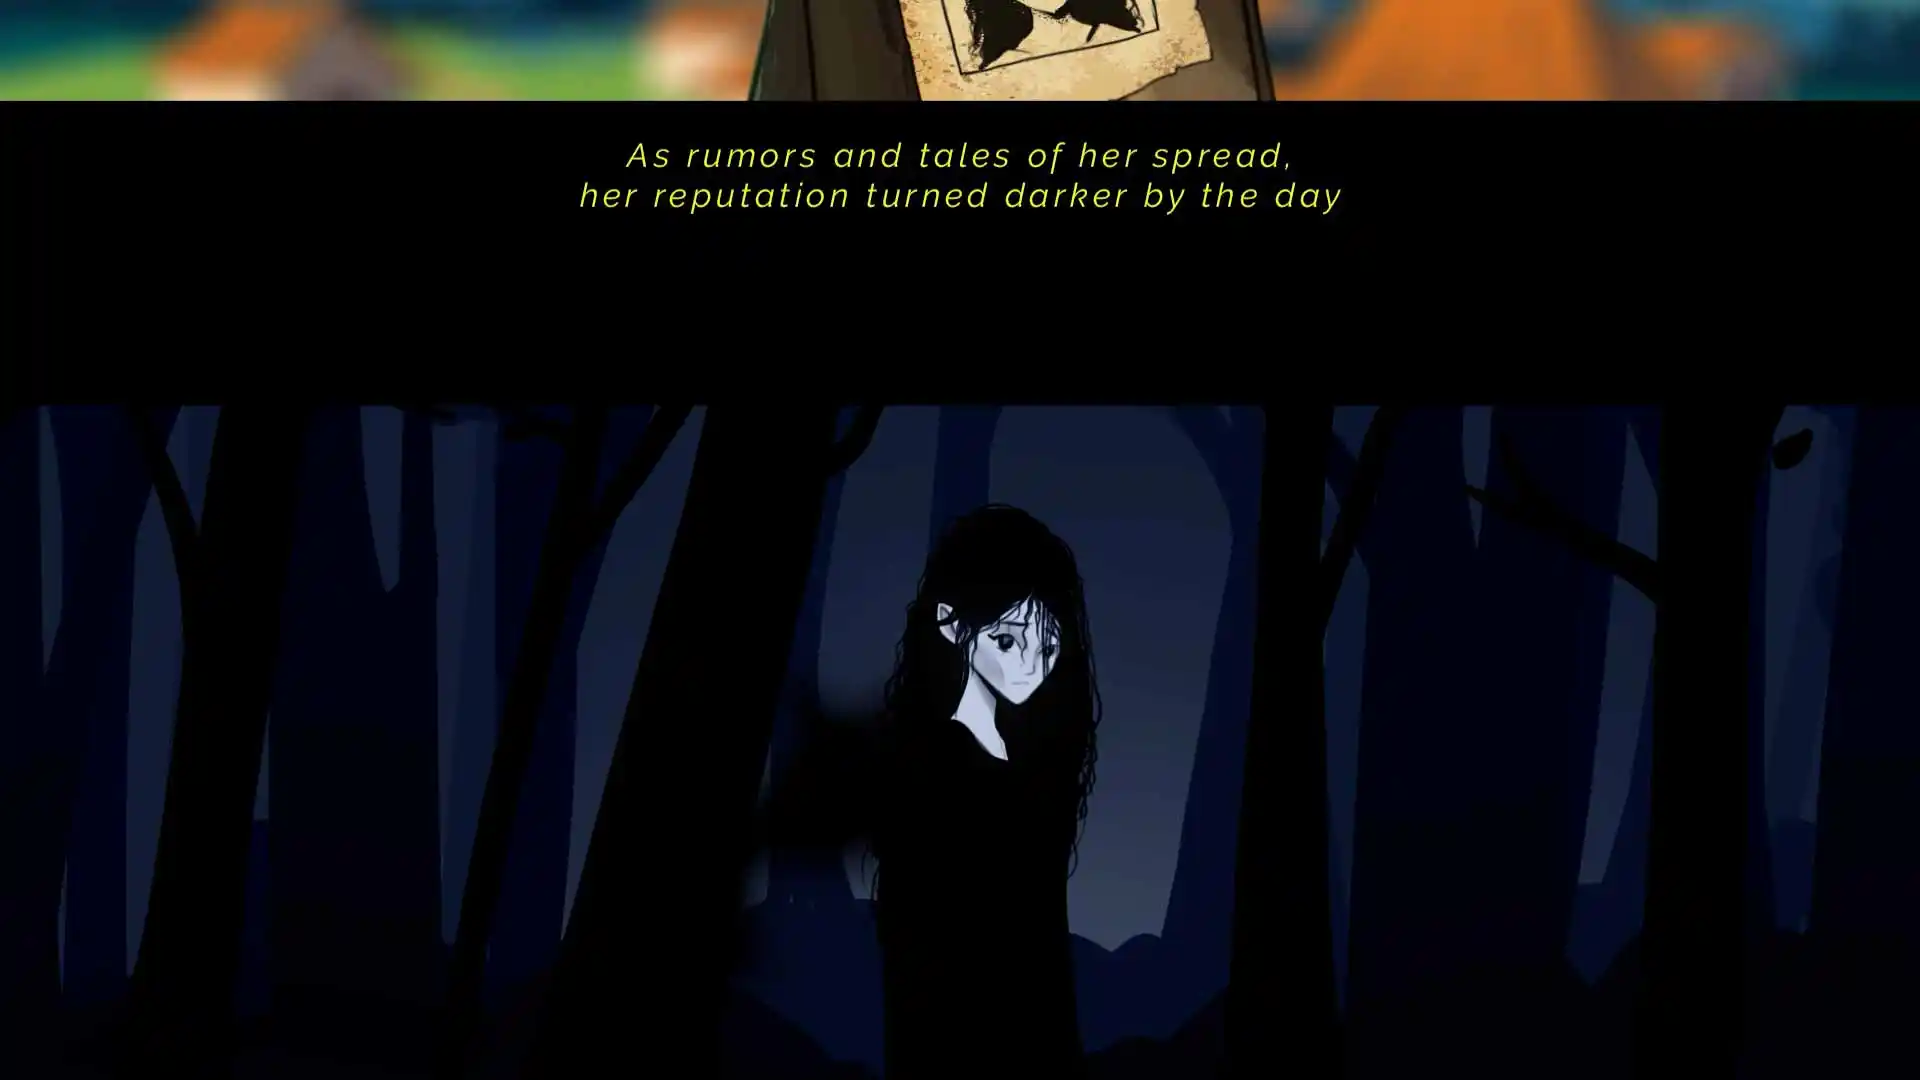 As rumors and tales of her spread,
her reputation turned darker by the day